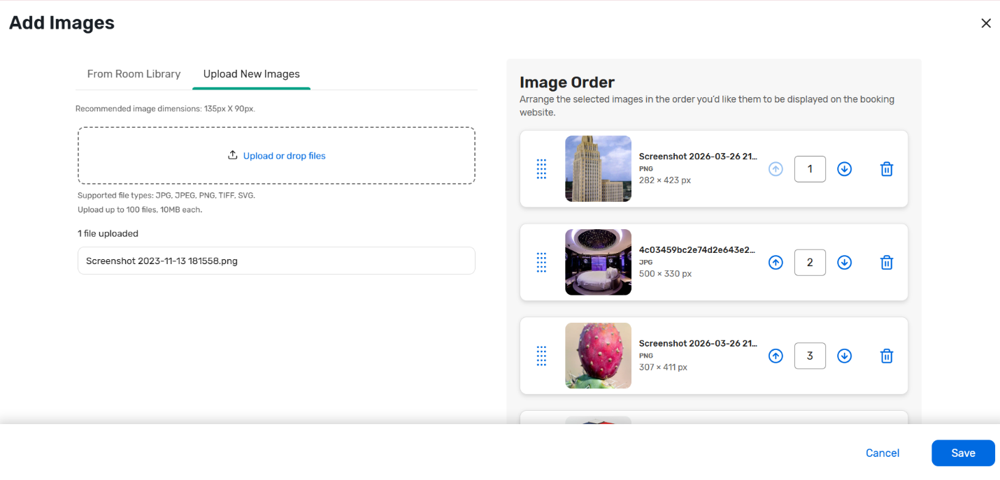 Add Images
From Room Library
Upload New Images
Recommended image dimensions: 135px X 90px.
Upload or drop files
Supported file types: JPG, JPEG, PNG, TIFF, SVG.
Upload up to 100 files, 10MB each.
1 file uploaded
Screenshot 2023-11-13 181558.png
Image Order
Arrange the selected images in the order you'd like them to be displayed on the booking
website.
Screenshot 2026-03-26 21...
PNG
282 × 423 px
1
4c03459bc2e74d2e643e2...
JPG
500 × 330 px
2
Screenshot 2026-03-26 21...
PNG
307 × 411 px
3
Cancel
Save